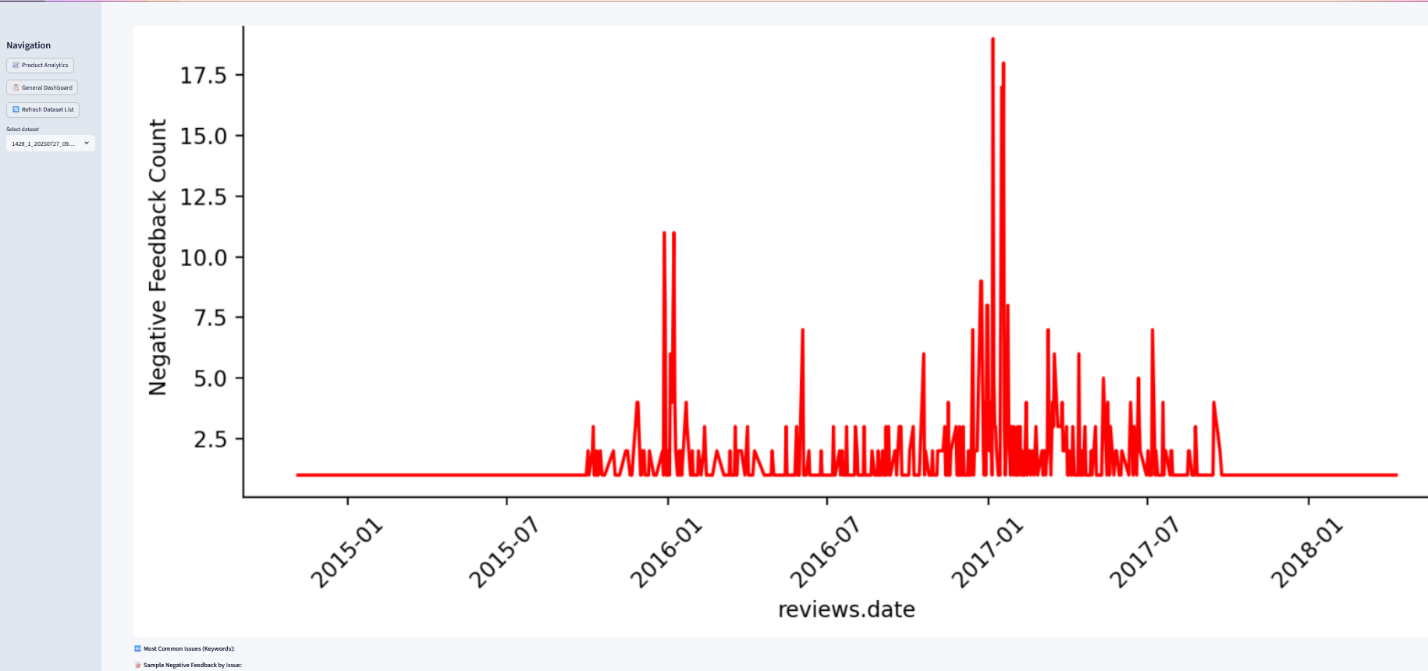 Navigation
Product Analytics
General Dashboard
Refresh Dataset List
Select dataset
1429_1_20250727_09...
17.5
15.0
12.5
10.0
7.5
5.0
2.5
Negative Feedback Count
2015-01
2015-07
2016-01
2016-07
2017-01
2017-07
2018-01
reviews.date
Most Common Issues (Keywords):
Sample Negative Feedback by Issue: